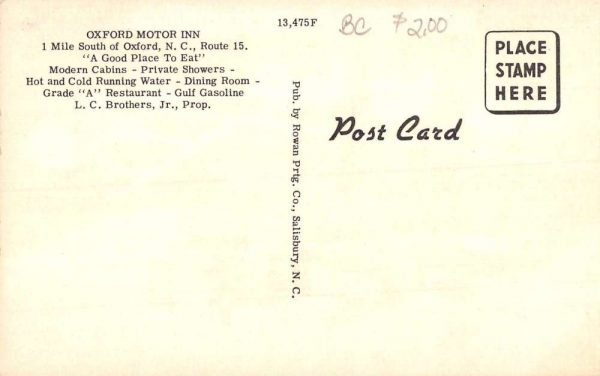 OXFORD MOTOR INN
1 Mile South of Oxford, N. C., Route 15.
"A Good Place To Eat"
Modern Cabins - Private Showers -
Hot and Cold Running Water - Dining Room -
Grade "A" Restaurant - Gulf Gasoline
L. C. Brothers, Jr., Prop.
13,475F
BC $2.00
Pub. by Rowan Prtg. Co., Salisbury, N. C.
Post Card
PLACE
STAMP
HERE